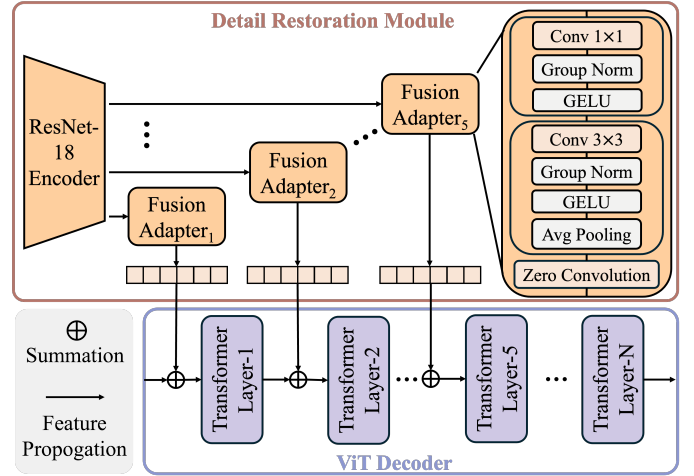 Detail Restoration Module
ResNet-
18
Encoder
Fusion
Adapter1
Fusion
Adapter2
Fusion
Adapter5
Conv 1×1
Group Norm
GELU
Conv 3×3
Group Norm
GELU
Avg Pooling
Zero Convolution
Summation
Feature
Propogation
Transformer
Layer-1
Transformer
Layer-2
Transformer
Layer-5
Transformer
Layer-N
ViT Decoder